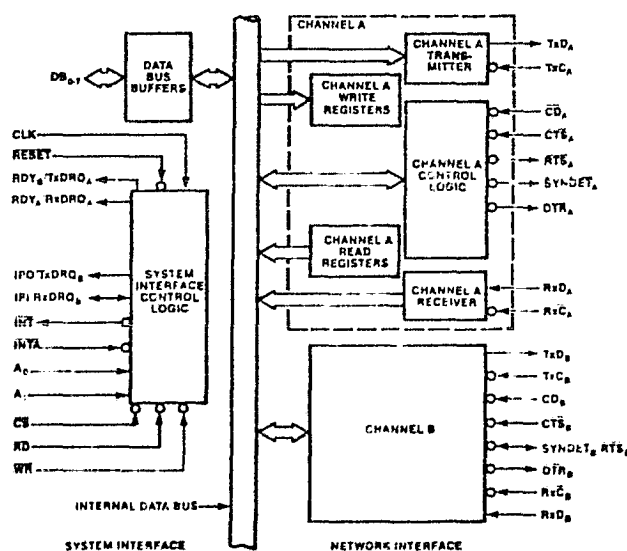 CHANNEL A
DATA BUS BUFFERS
DB0-7
CHANNEL A TRANS-MITTER
TxDA
TxCA
CHANNEL A WRITE REGISTERS
CLK
RESET
RDYB/TxDRQA
RDYA/RxDRQA
CHANNEL A CONTROL LOGIC
CDA
CTSA
RTSA
SYNDETA
DTRA
SYSTEM INTERFACE CONTROL LOGIC
IPO/TxDRQB
IPI/RxDRQB
INT
INTA
A0
A1
CS
RD
WR
CHANNEL A READ REGISTERS
CHANNEL A RECEIVER
RxDA
RxCA
CHANNEL B
TxDB
TxCB
CDB
CTSB
SYNDETB/RTSB
DTRB
RxCB
RxDB
INTERNAL DATA BUS
SYSTEM INTERFACE
NETWORK INTERFACE